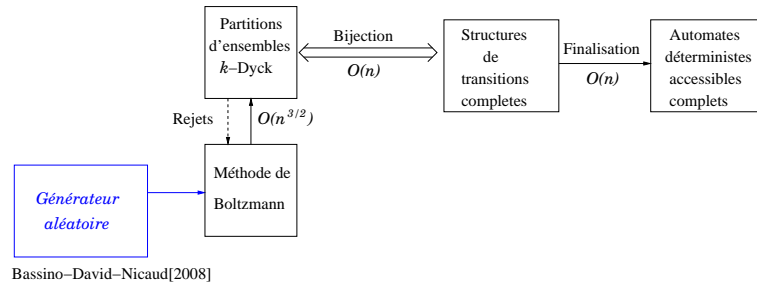 Partitions
d'ensembles
k−Dyck
Bijection
O(n)
Structures
de
transitions
completes
Finalisation
O(n)
Automates
déterministes
accessibles
complets
Rejets
O(n^{3/2})
Méthode de
Boltzmann
Générateur
aléatoire
Bassino−David−Nicaud[2008]